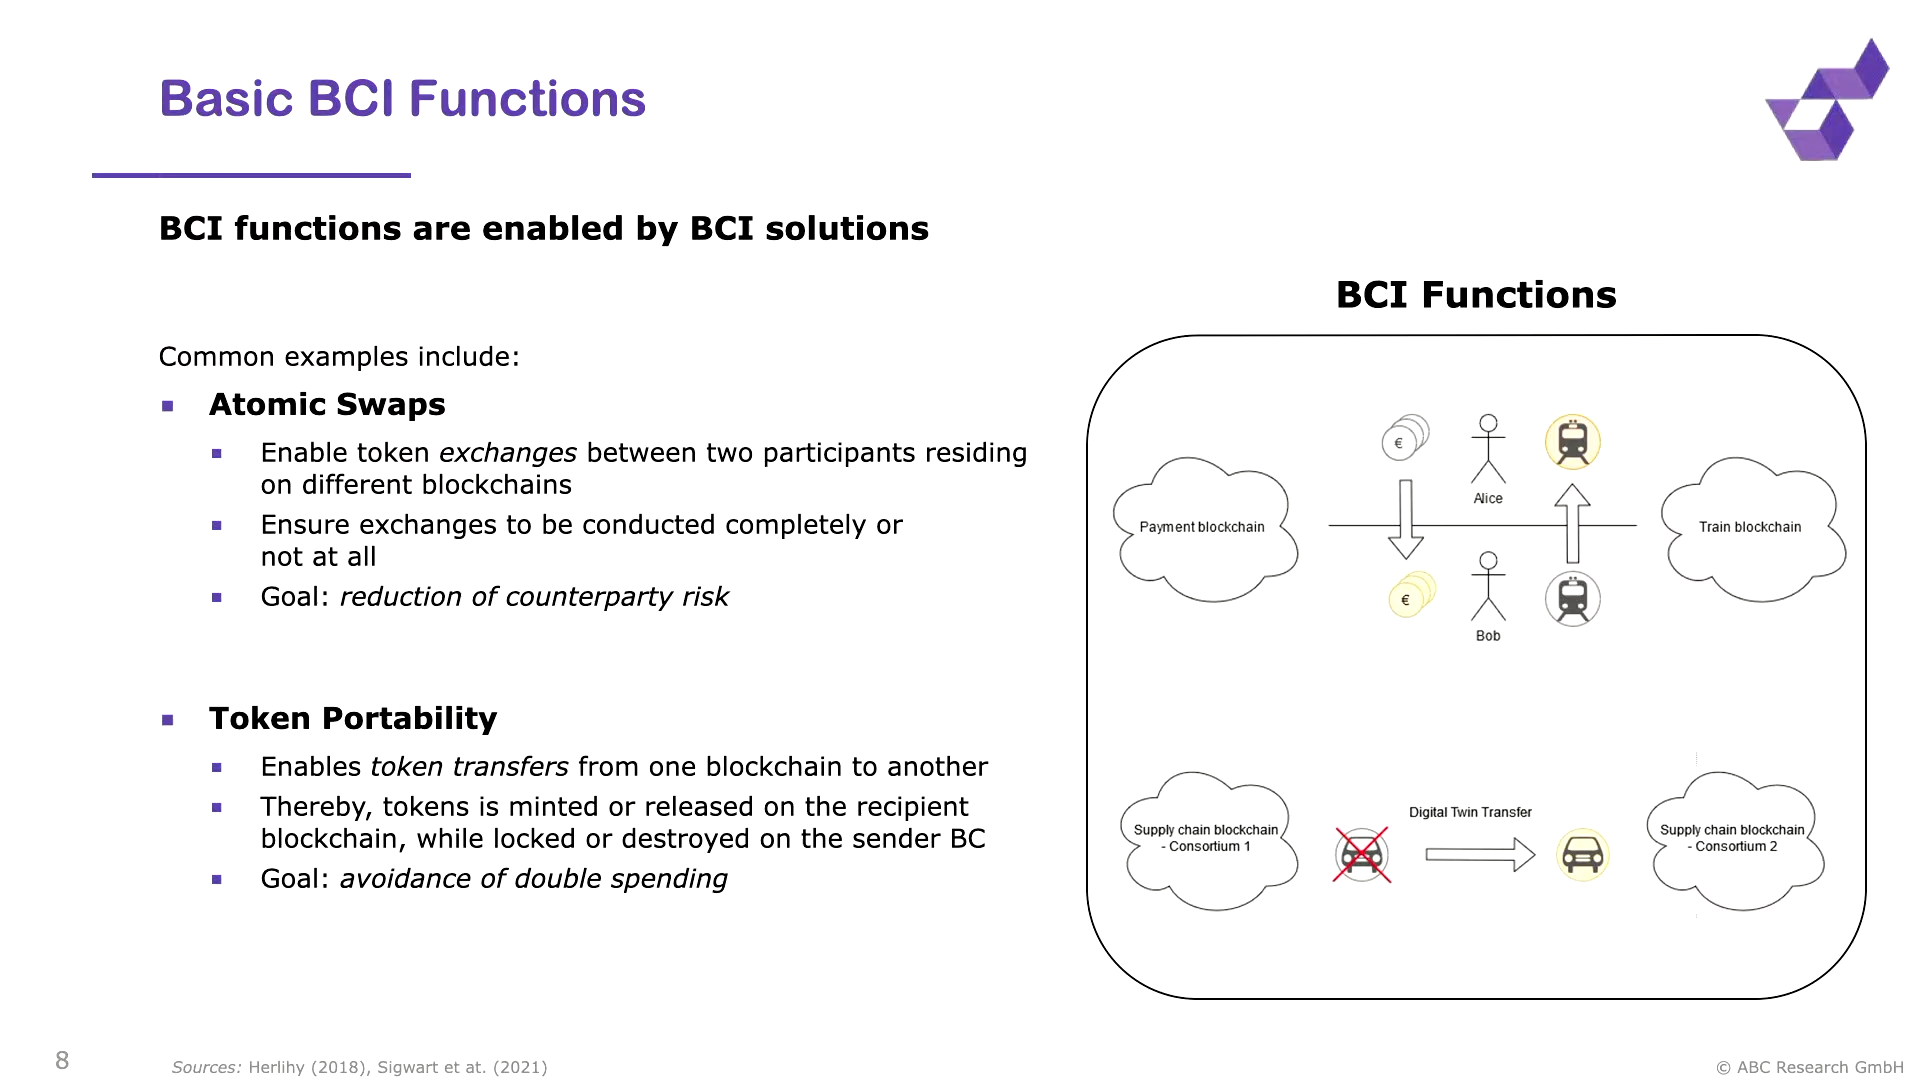 Basic BCI Functions
BCI functions are enabled by BCI solutions
Common examples include:
Atomic Swaps
Enable token exchanges between two participants residing
on different blockchains
Ensure exchanges to be conducted completely or
not at all
Goal: reduction of counterparty risk
Token Portability
Enables token transfers from one blockchain to another
Thereby, tokens is minted or released on the recipient
blockchain, while locked or destroyed on the sender BC
Goal: avoidance of double spending
BCI Functions
€
Alice
Payment blockchain
Train blockchain
€
Bob
Digital Twin Transfer
Supply chain blockchain
- Consortium 1
Supply chain blockchain
- Consortium 2
8
Sources: Herlihy (2018), Sigwart et at. (2021)
© ABC Research GmbH